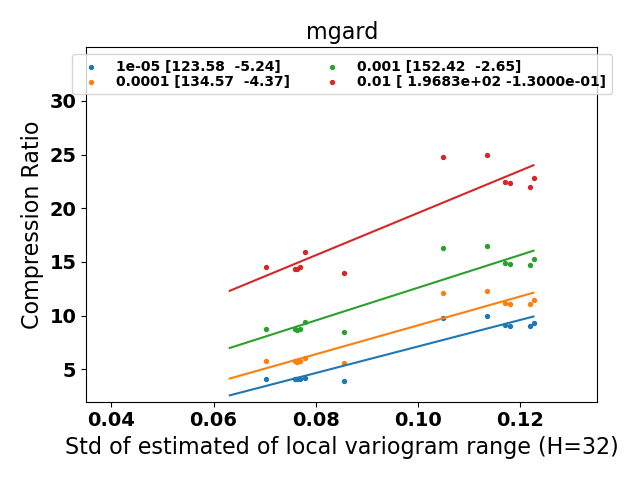 mgard
1e-05 [123.58  -5.24]
0.0001 [134.57  -4.37]
0.001 [152.42  -2.65]
0.01 [ 1.9683e+02 -1.3000e-01]
Compression Ratio
30
25
20
15
10
5
0.04 0.06 0.08 0.10 0.12
Std of estimated of local variogram range (H=32)